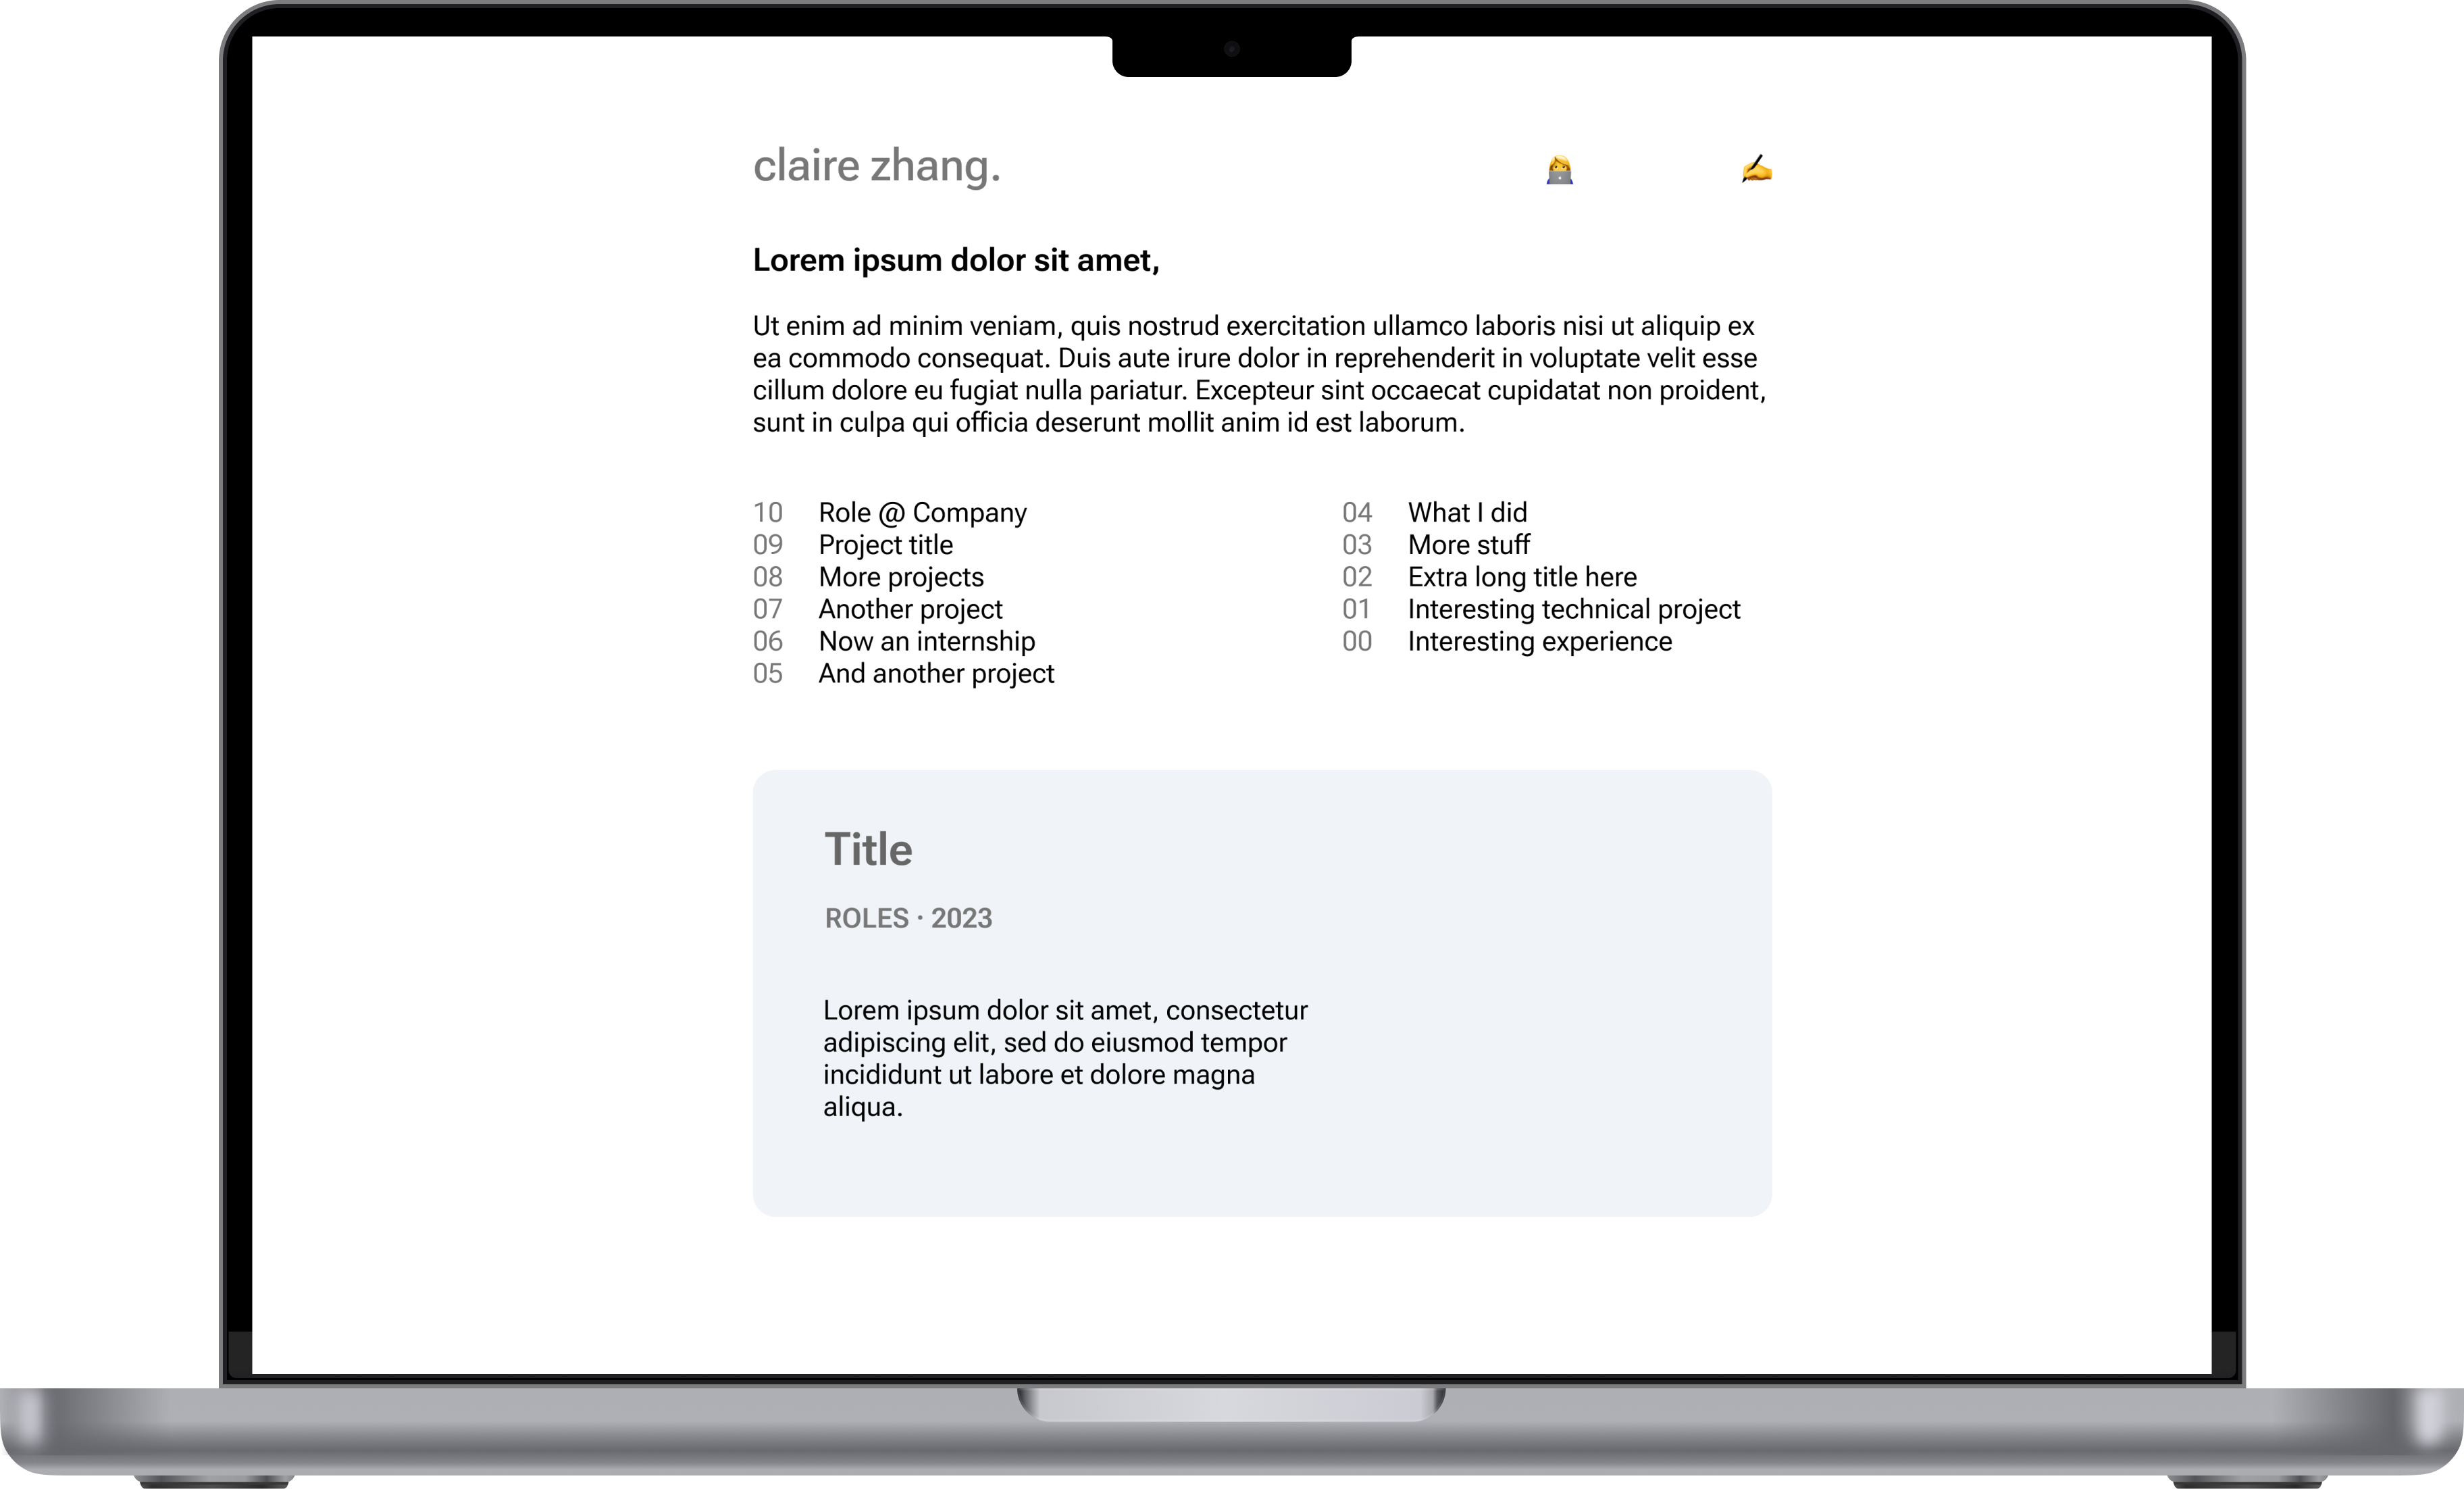 claire zhang.
Lorem ipsum dolor sit amet,
Ut enim ad minim veniam, quis nostrud exercitation ullamco laboris nisi ut aliquip ex
ea commodo consequat. Duis aute irure dolor in reprehenderit in voluptate velit esse
cillum dolore eu fugiat nulla pariatur. Excepteur sint occaecat cupidatat non proident,
sunt in culpa qui officia deserunt mollit anim id est laborum.
10 Role @ Company
09 Project title
08 More projects
07 Another project
06 Now an internship
05 And another project
04 What I did
03 More stuff
02 Extra long title here
01 Interesting technical project
00 Interesting experience
Title
ROLES · 2023
Lorem ipsum dolor sit amet, consectetur
adipiscing elit, sed do eiusmod tempor
incididunt ut labore et dolore magna
aliqua.